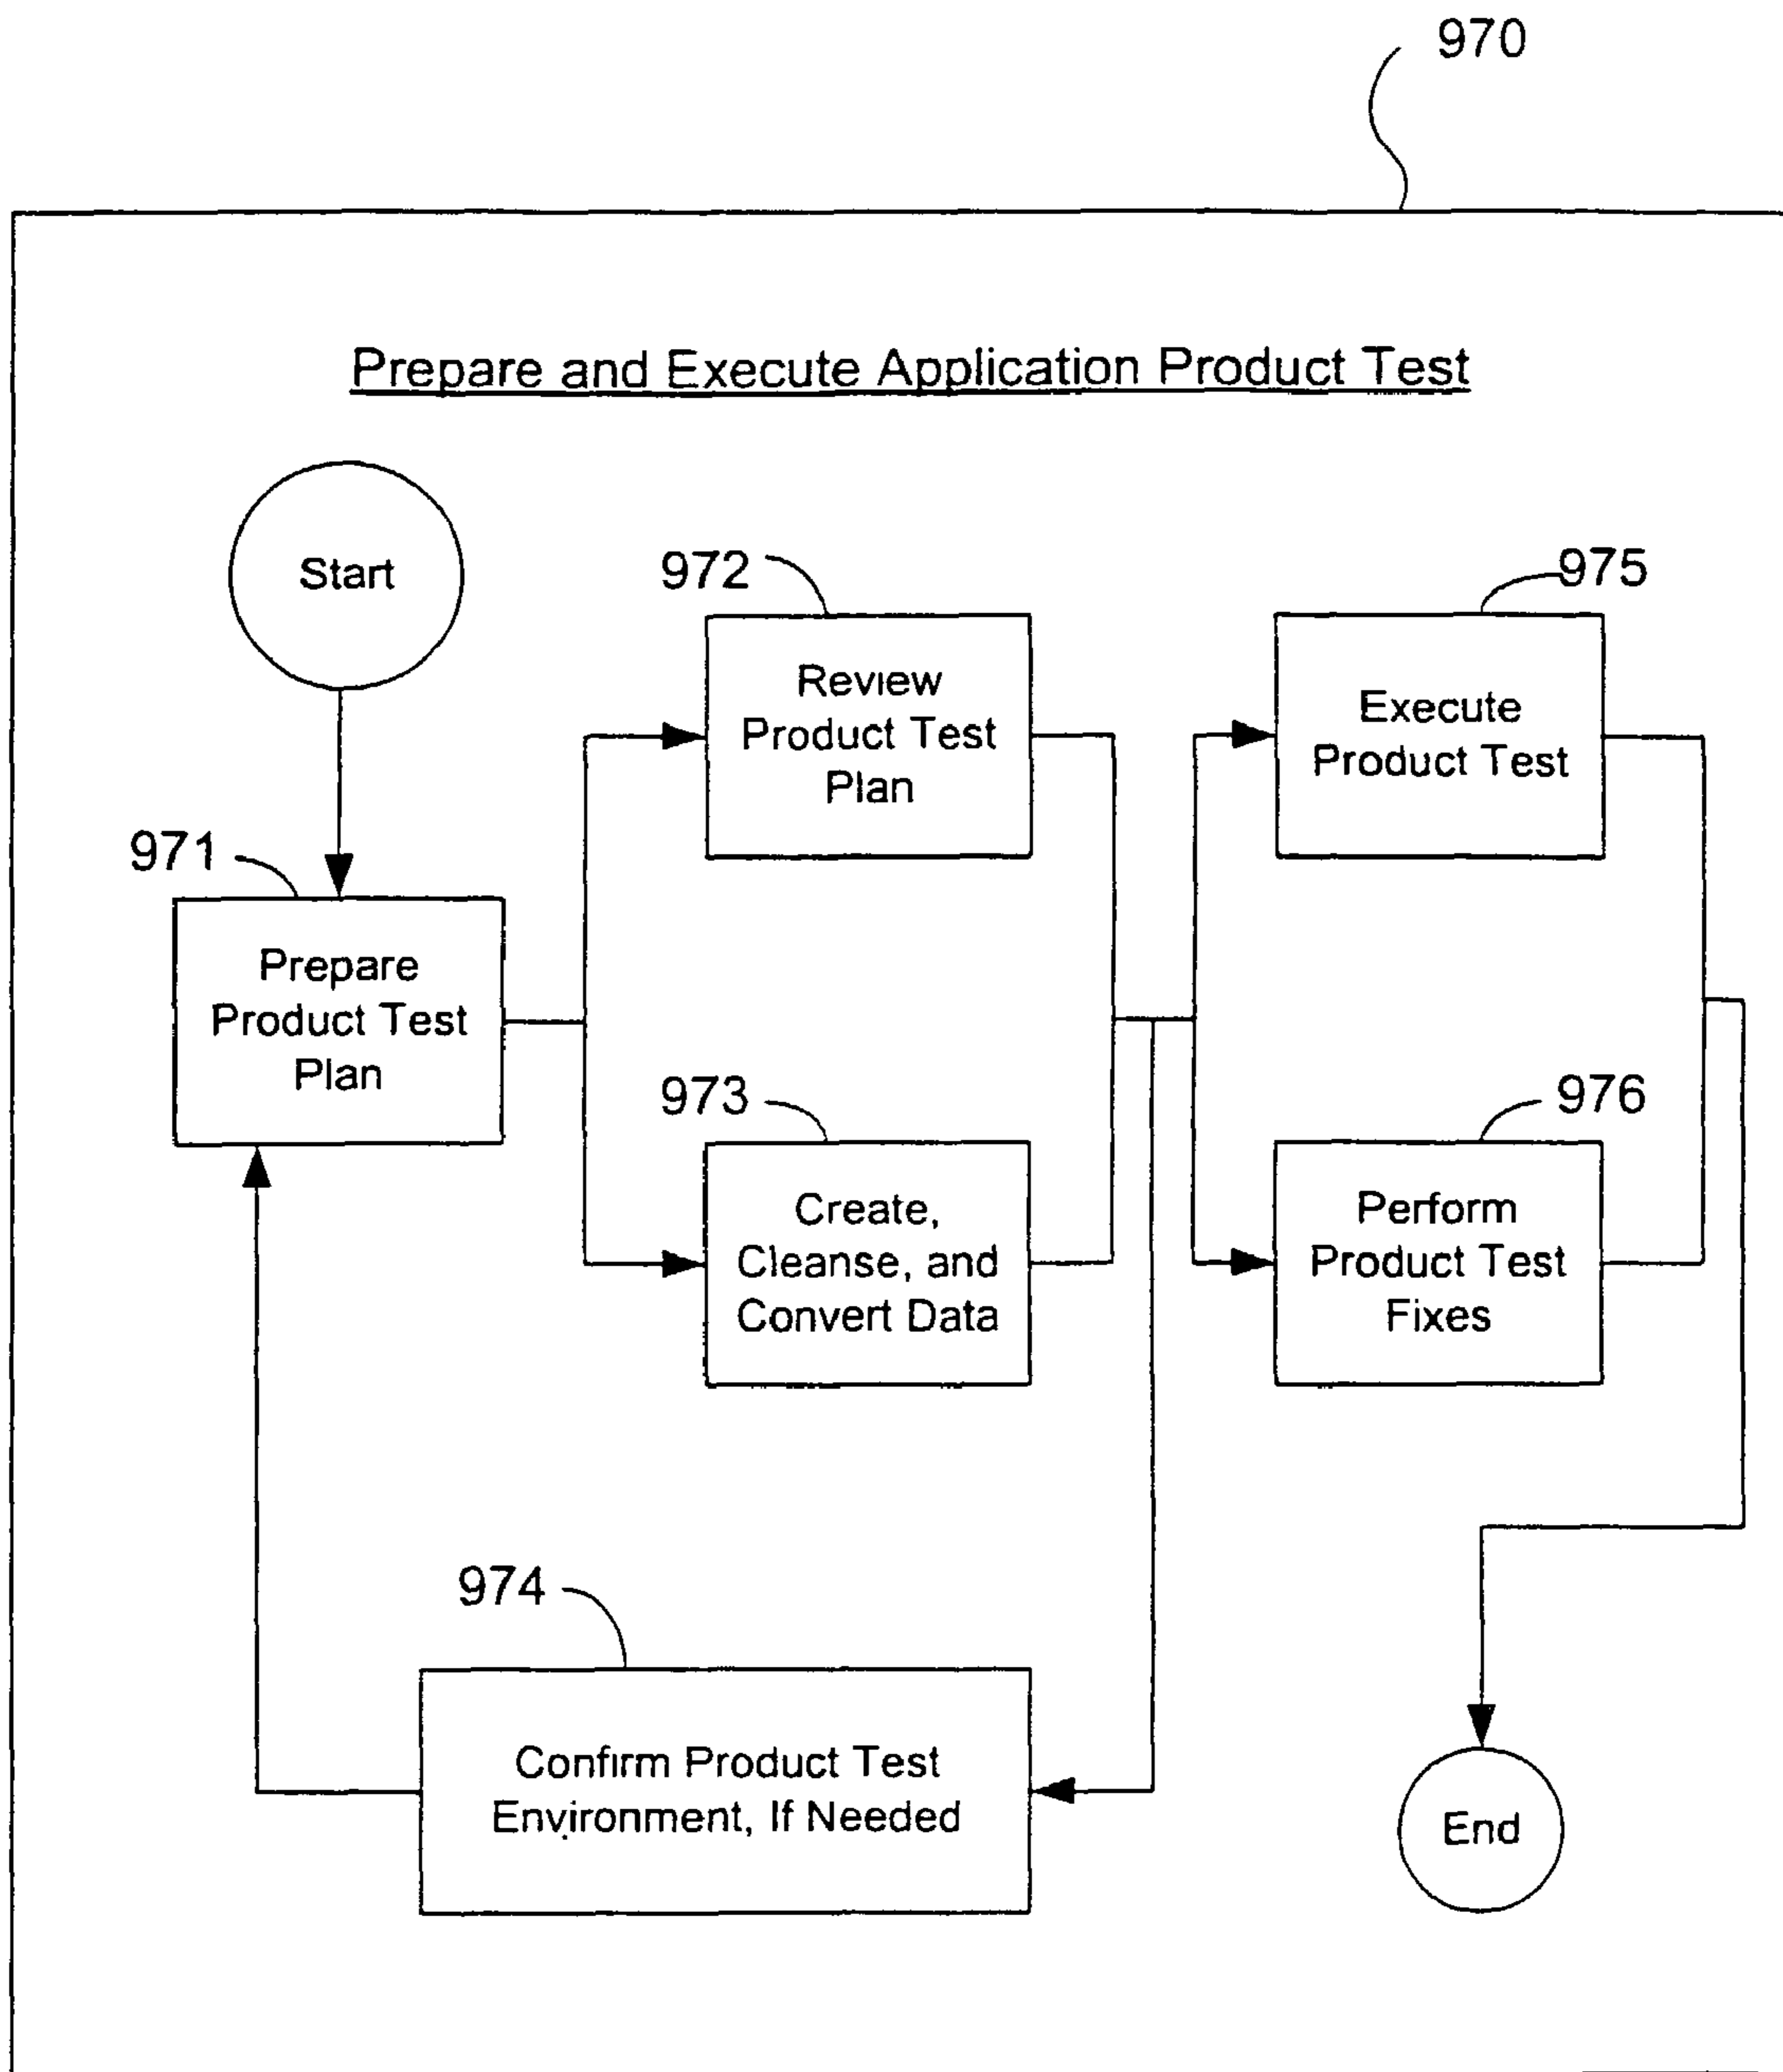 970
Prepare and Execute Application Product Test
Start
971
Prepare
Product Test
Plan
972
Review
Product Test
Plan
973
Create,
Cleanse, and
Convert Data
974
Confirm Product Test
Environment, If Needed
975
Execute
Product Test
976
Perform
Product Test
Fixes
End